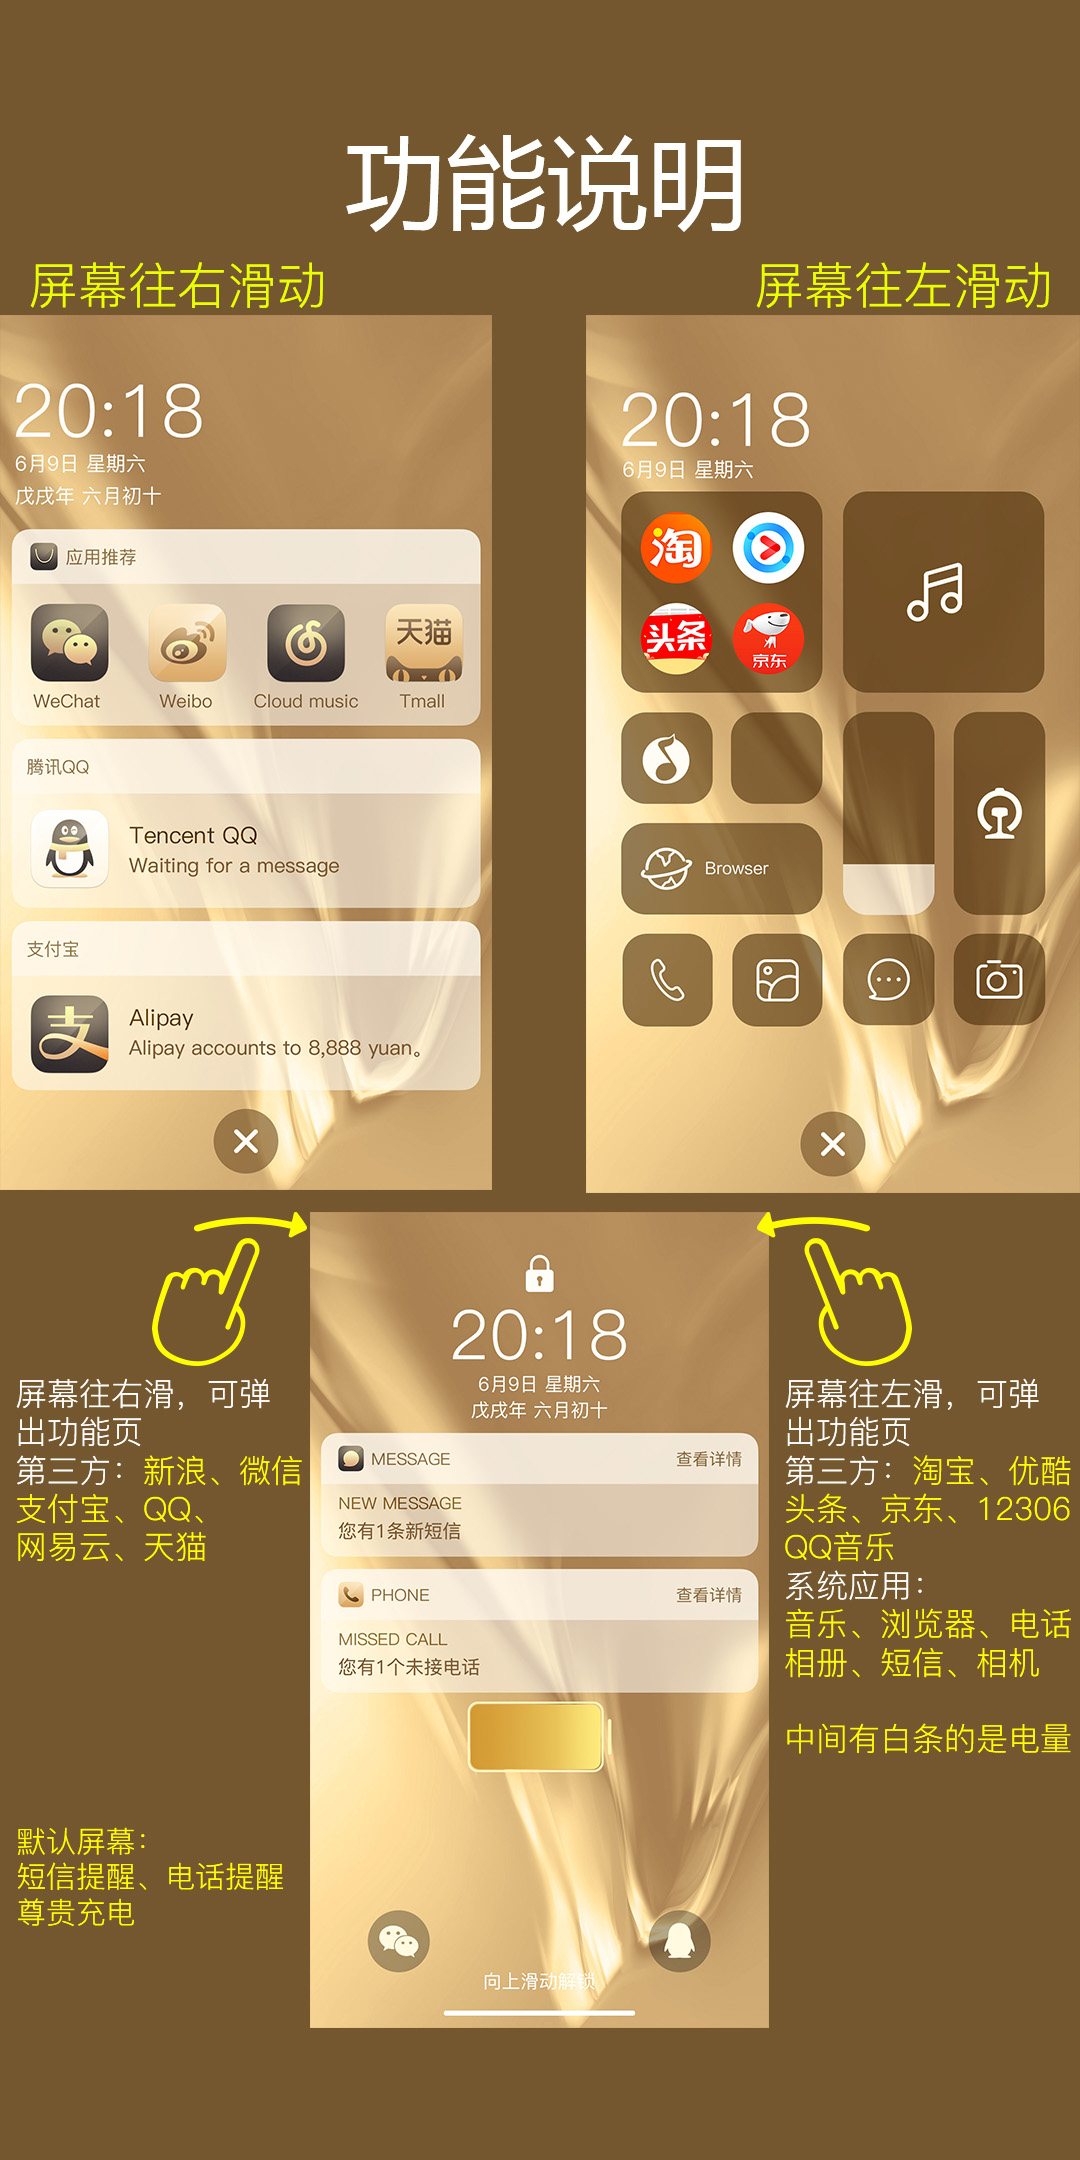 功能说明
屏幕往右滑动
屏幕往左滑动
20:18
6月9日 星期六
戊戌年 六月初十
应用推荐
天猫
WeChat
Weibo
Cloud music
Tmall
腾讯QQ
Tencent QQ
Waiting for a message
支付宝
支
Alipay
Alipay accounts to 8,888 yuan。
20:18
6月9日 星期六
淘
头条
京东
Browser
屏幕往右滑，可弹
出功能页
第三方：新浪、微信
支付宝、QQ、
网易云、天猫
默认屏幕：
短信提醒、电话提醒
尊贵充电
20:18
6月9日 星期六
戊戌年 六月初十
MESSAGE
查看详情
NEW MESSAGE
您有1条新短信
PHONE
查看详情
MISSED CALL
您有1个未接电话
向上滑动解锁
屏幕往左滑，可弹
出功能页
第三方：淘宝、优酷
头条、京东、12306
QQ音乐
系统应用：
音乐、浏览器、电话
相册、短信、相机
中间有白条的是电量